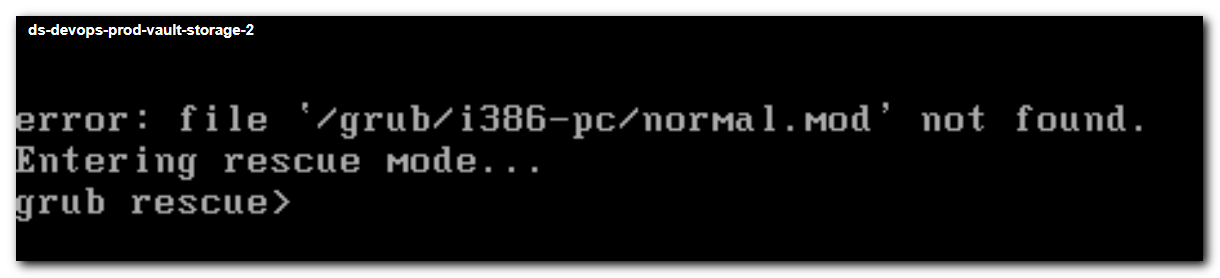 ds-devops-prod-vault-storage-2
error: file '/grub/i386-pc/normal.mod' not found.
Entering rescue mode...
grub rescue>